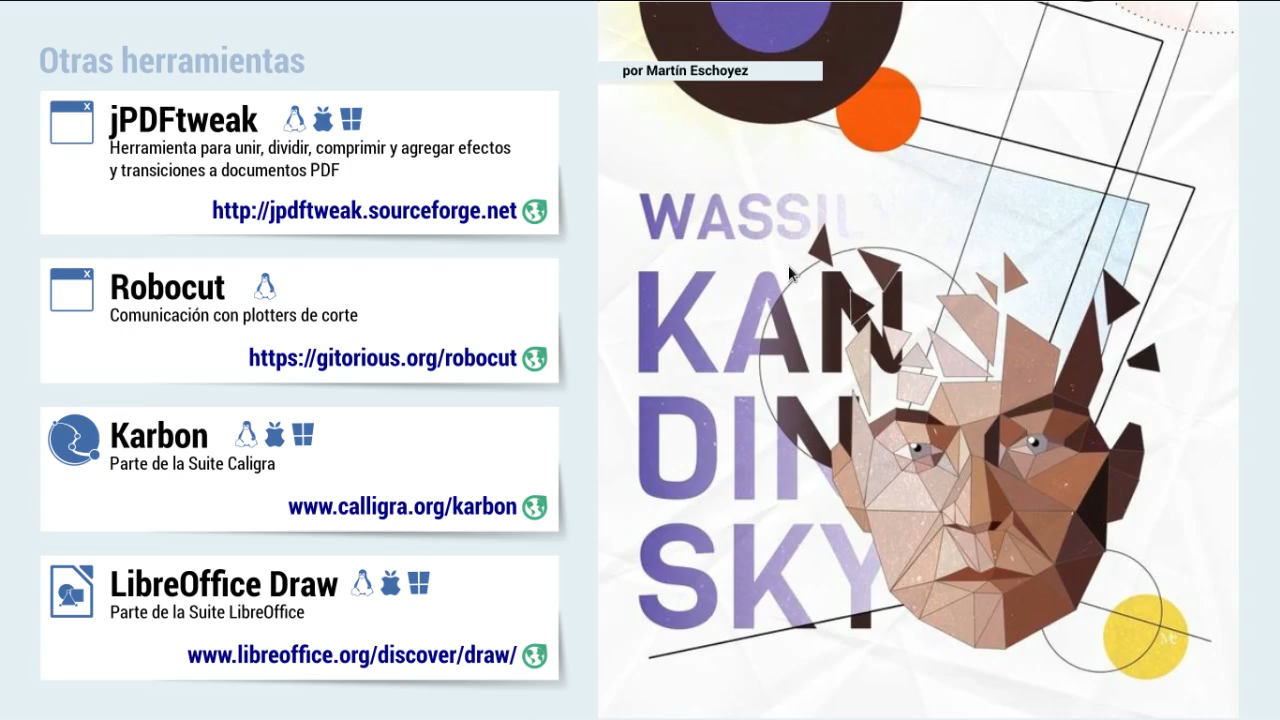 Otras herramientas
jPDFtweak
Herramienta para unir, dividir, comprimir y agregar efectos
y transiciones a documentos PDF
http://jpdftweak.sourceforge.net
Robocut
Comunicación con plotters de corte
https://gitorious.org/robocut
Karbon
Parte de la Suite Caligra
www.calligra.org/karbon
LibreOffice Draw
Parte de la Suite LibreOffice
www.libreoffice.org/discover/draw/
por Martín Eschoyez
WASSILY
KAN
DIN
SKY